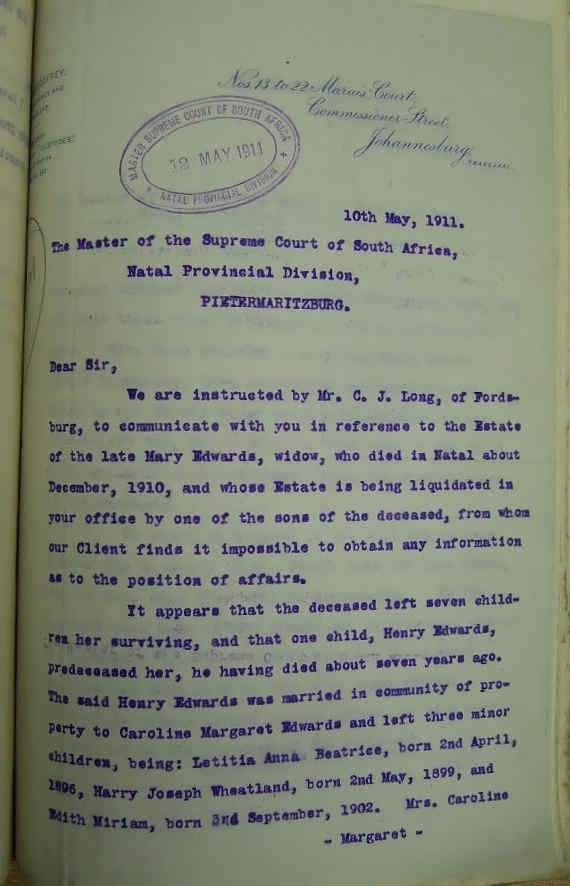 Nos 13 to 22 Marais Court,
Commissioner Street,
Johannesburg,
MASTER SUPREME COURT OF SOUTH AFRICA
12 MAY 1911
NATAL PROVINCIAL DIVISION
10th May, 1911.
The Master of the Supreme Court of South Africa,
Natal Provincial Division,
PIETERMARITZBURG.
Dear Sir,
We are instructed by Mr. C. J. Long, of Fords-
burg, to communicate with you in reference to the Estate
of the late Mary Edwards, widow, who died in Natal about
December, 1910, and whose Estate is being liquidated in
your office by one of the sons of the deceased, from whom
our Client finds it impossible to obtain any information
as to the position of affairs.
It appears that the deceased left seven child-
ren her surviving, and that one child, Henry Edwards,
predeceased her, he having died about seven years ago.
The said Henry Edwards was married in community of pro-
perty to Caroline Margaret Edwards and left three minor
children, being: Letitia Anna Beatrice, born 2nd April,
1896, Harry Joseph Wheatland, born 2nd May, 1899, and
Edith Miriam, born 3rd September, 1902. Mrs. Caroline
- Margaret -